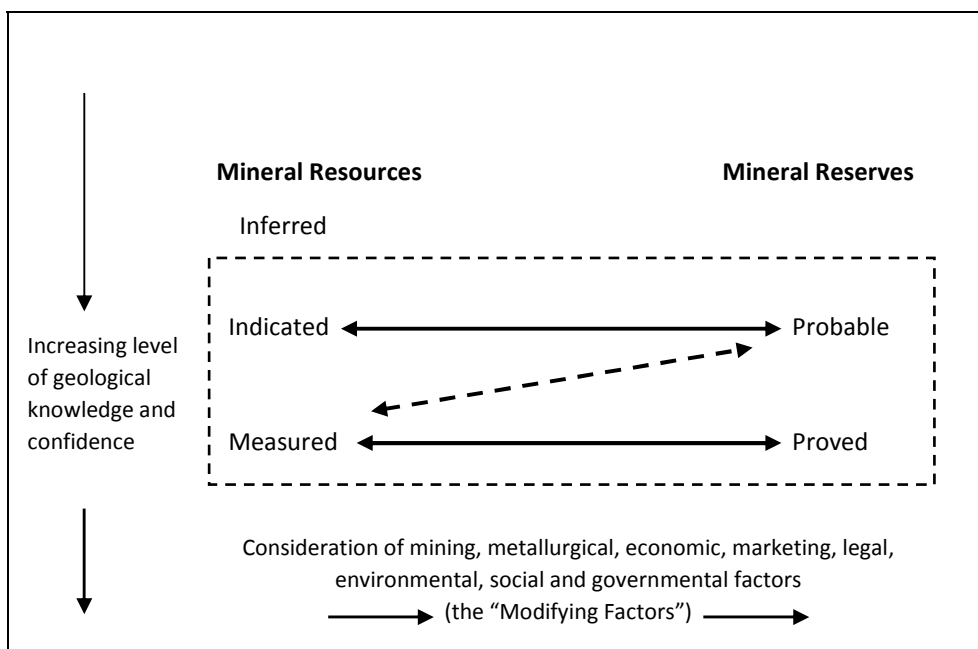 Mineral Resources
Mineral Reserves
Inferred
Indicated
Probable
Increasing level
of geological
knowledge and
confidence
Measured
Proved
Consideration of mining, metallurgical, economic, marketing, legal,
environmental, social and governmental factors
(the “Modifying Factors”)